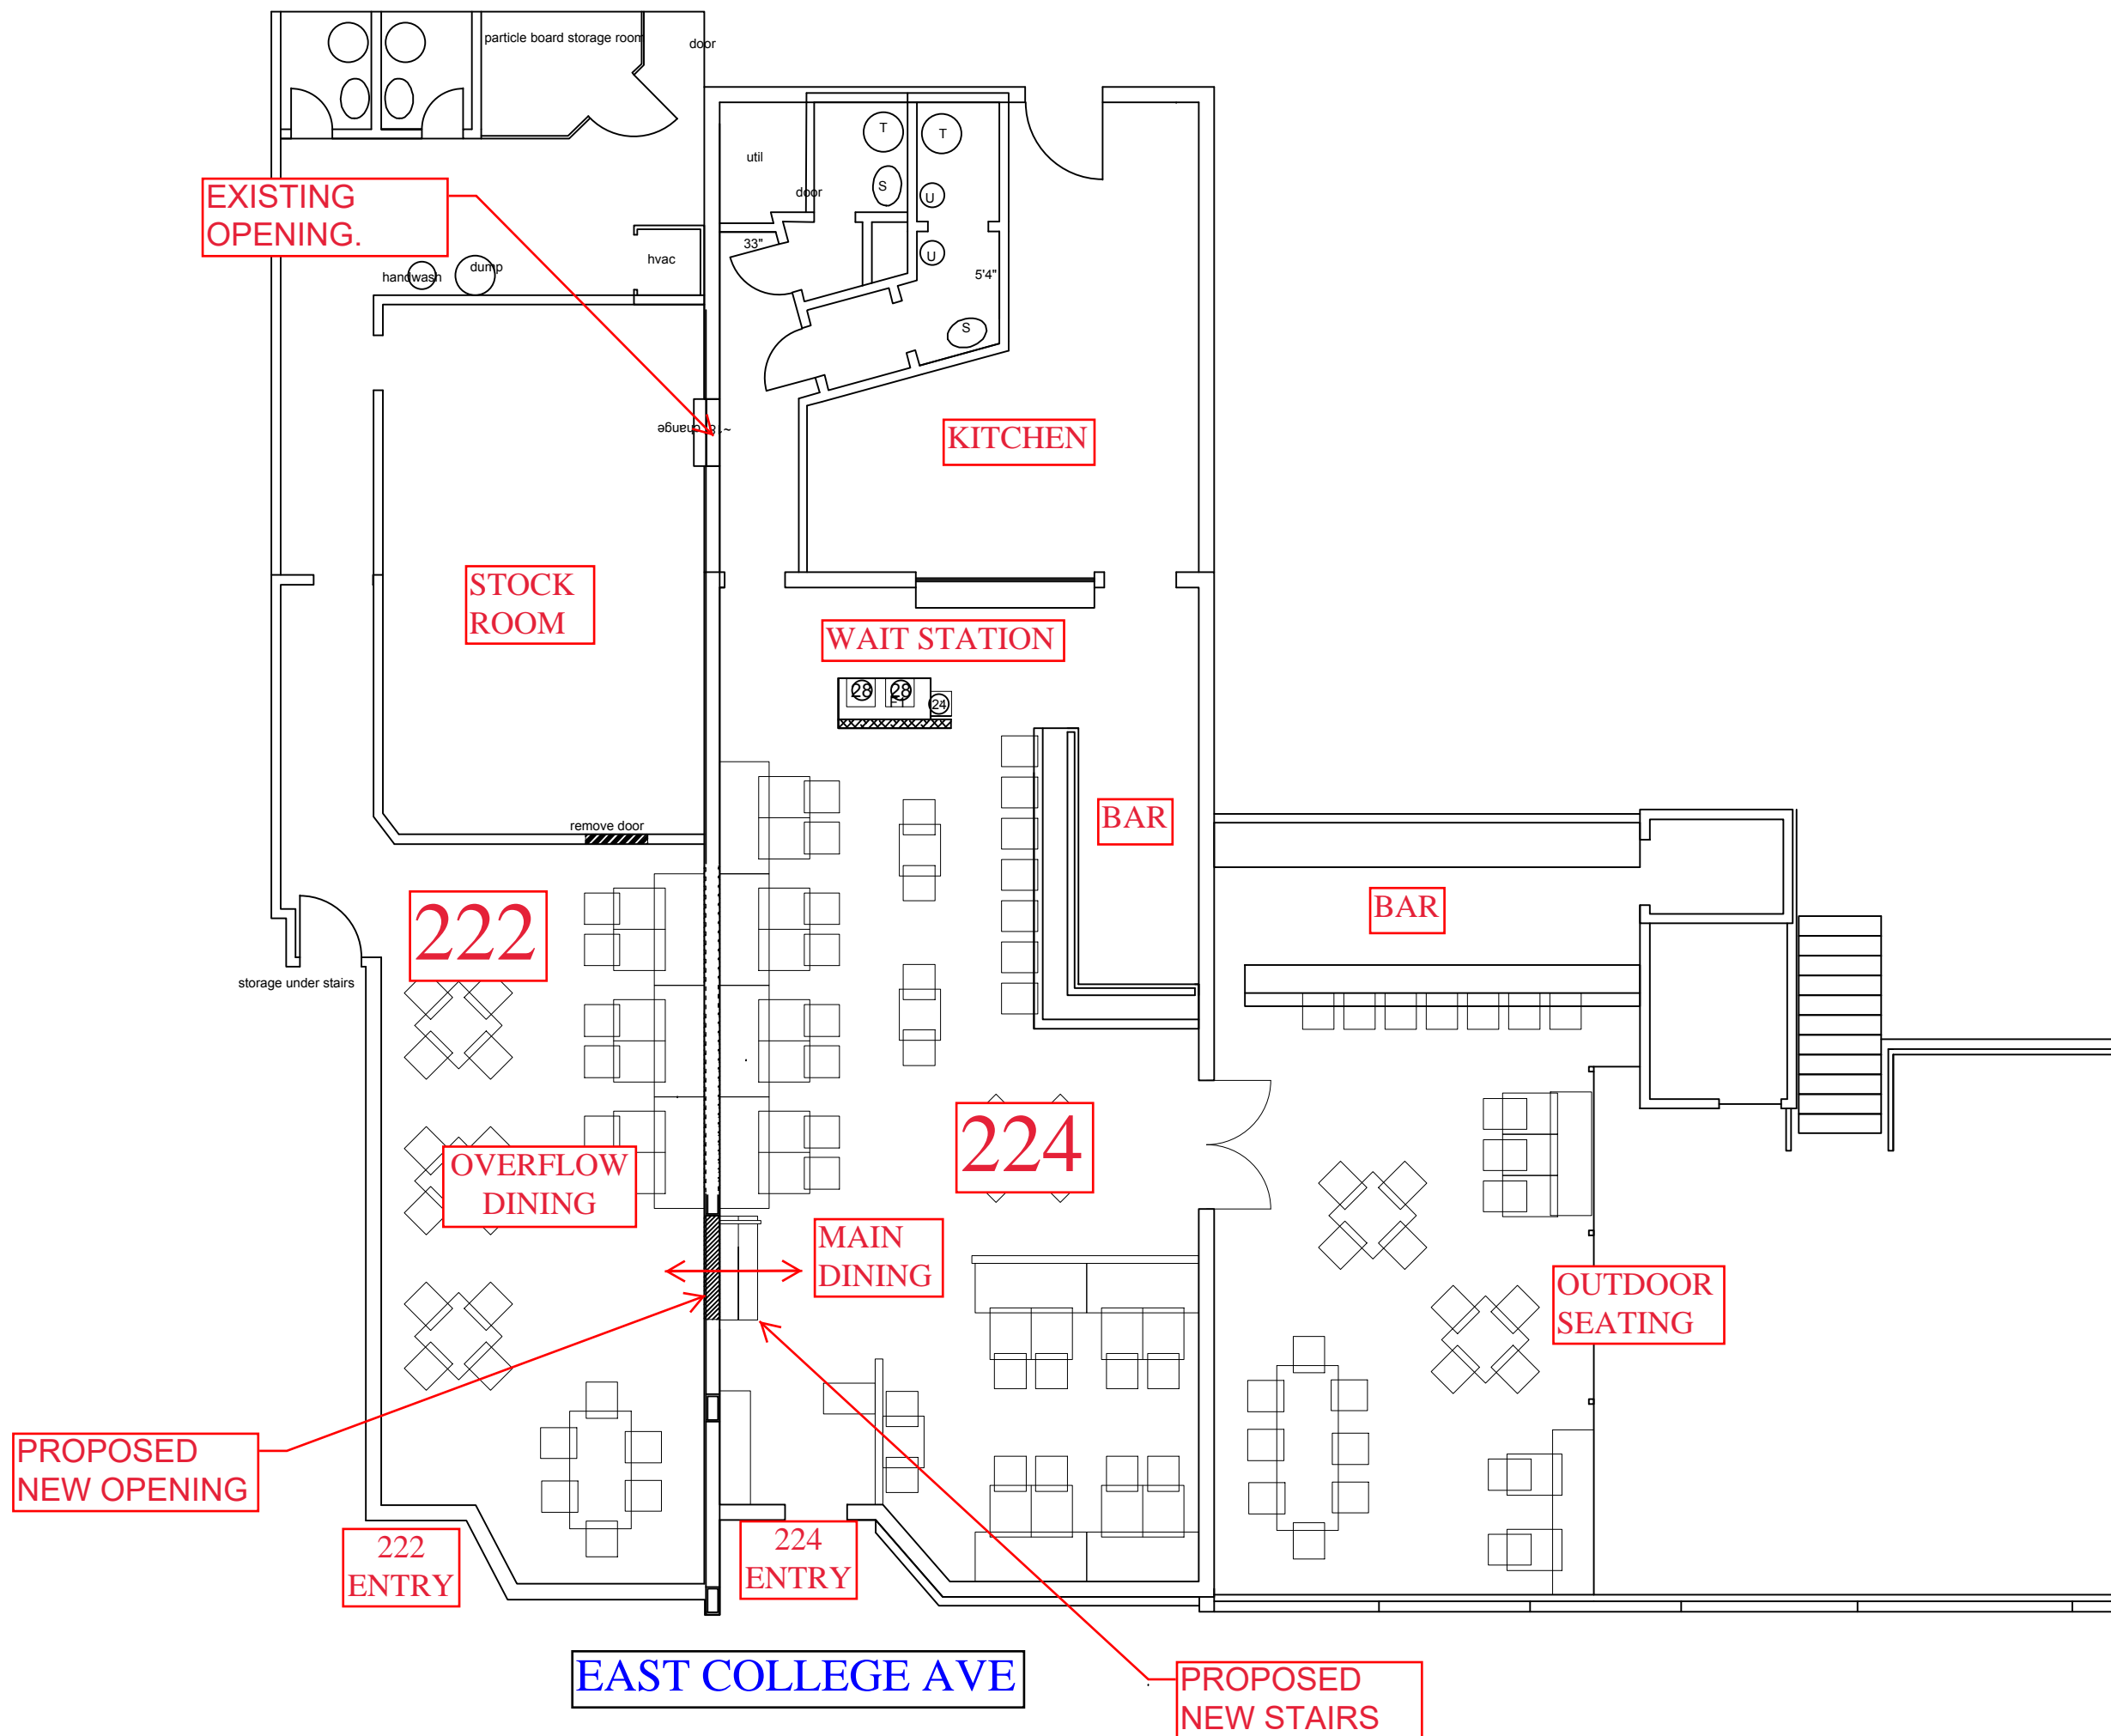 particle board storage room
door
EXISTING
OPENING.
util
door
T
T
S
U
U
33"
5'4"
S
hvac
handwash
dump
change
KITCHEN
STOCK
ROOM
WAIT STATION
28
28
24
BAR
remove door
BAR
222
storage under stairs
224
OVERFLOW
DINING
MAIN
DINING
OUTDOOR
SEATING
PROPOSED
NEW OPENING
222
ENTRY
224
ENTRY
EAST COLLEGE AVE
PROPOSED
NEW STAIRS